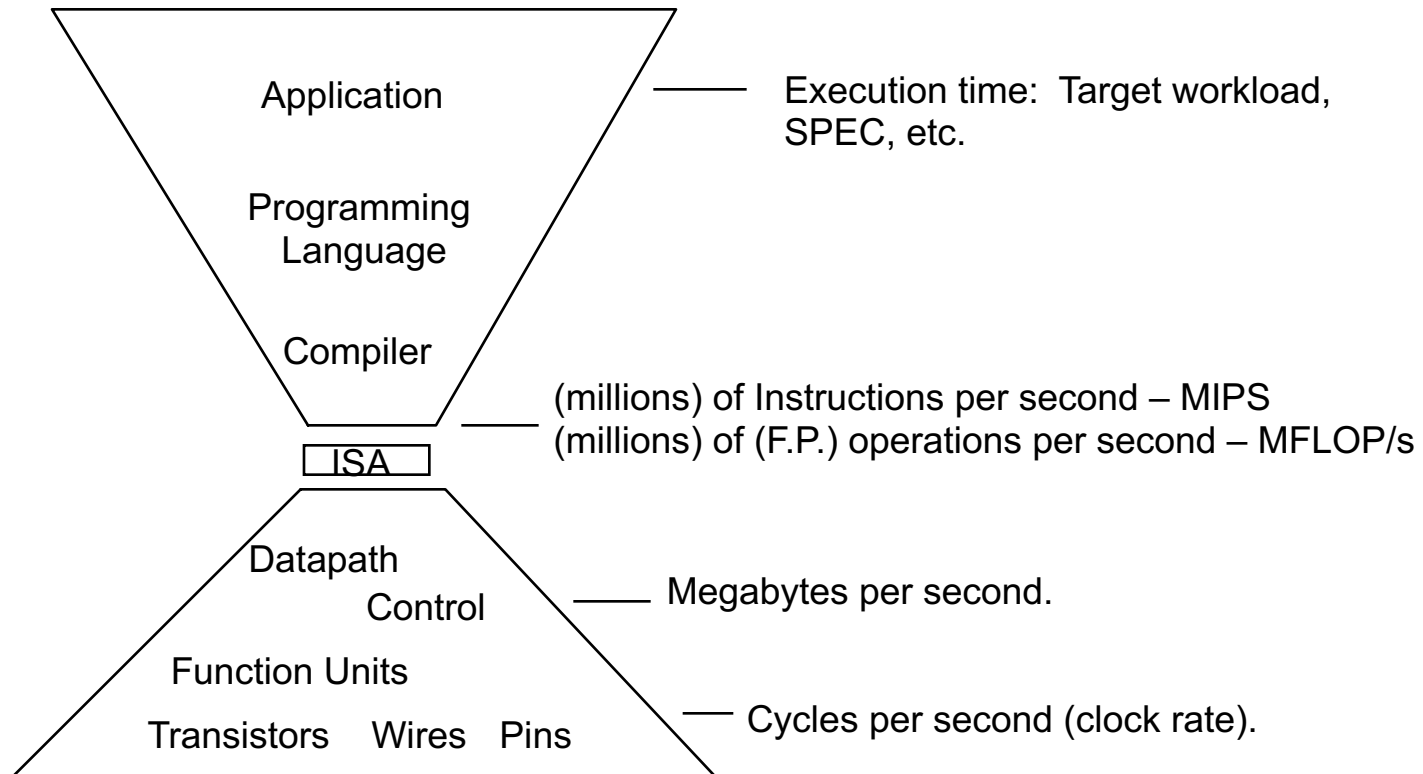 Application
Execution time: Target workload,
SPEC, etc.
Programming
Language
Compiler
(millions) of Instructions per second – MIPS
(millions) of (F.P.) operations per second – MFLOP/s
ISA
Datapath
Control
Megabytes per second.
Function Units
Transistors Wires Pins
Cycles per second (clock rate).